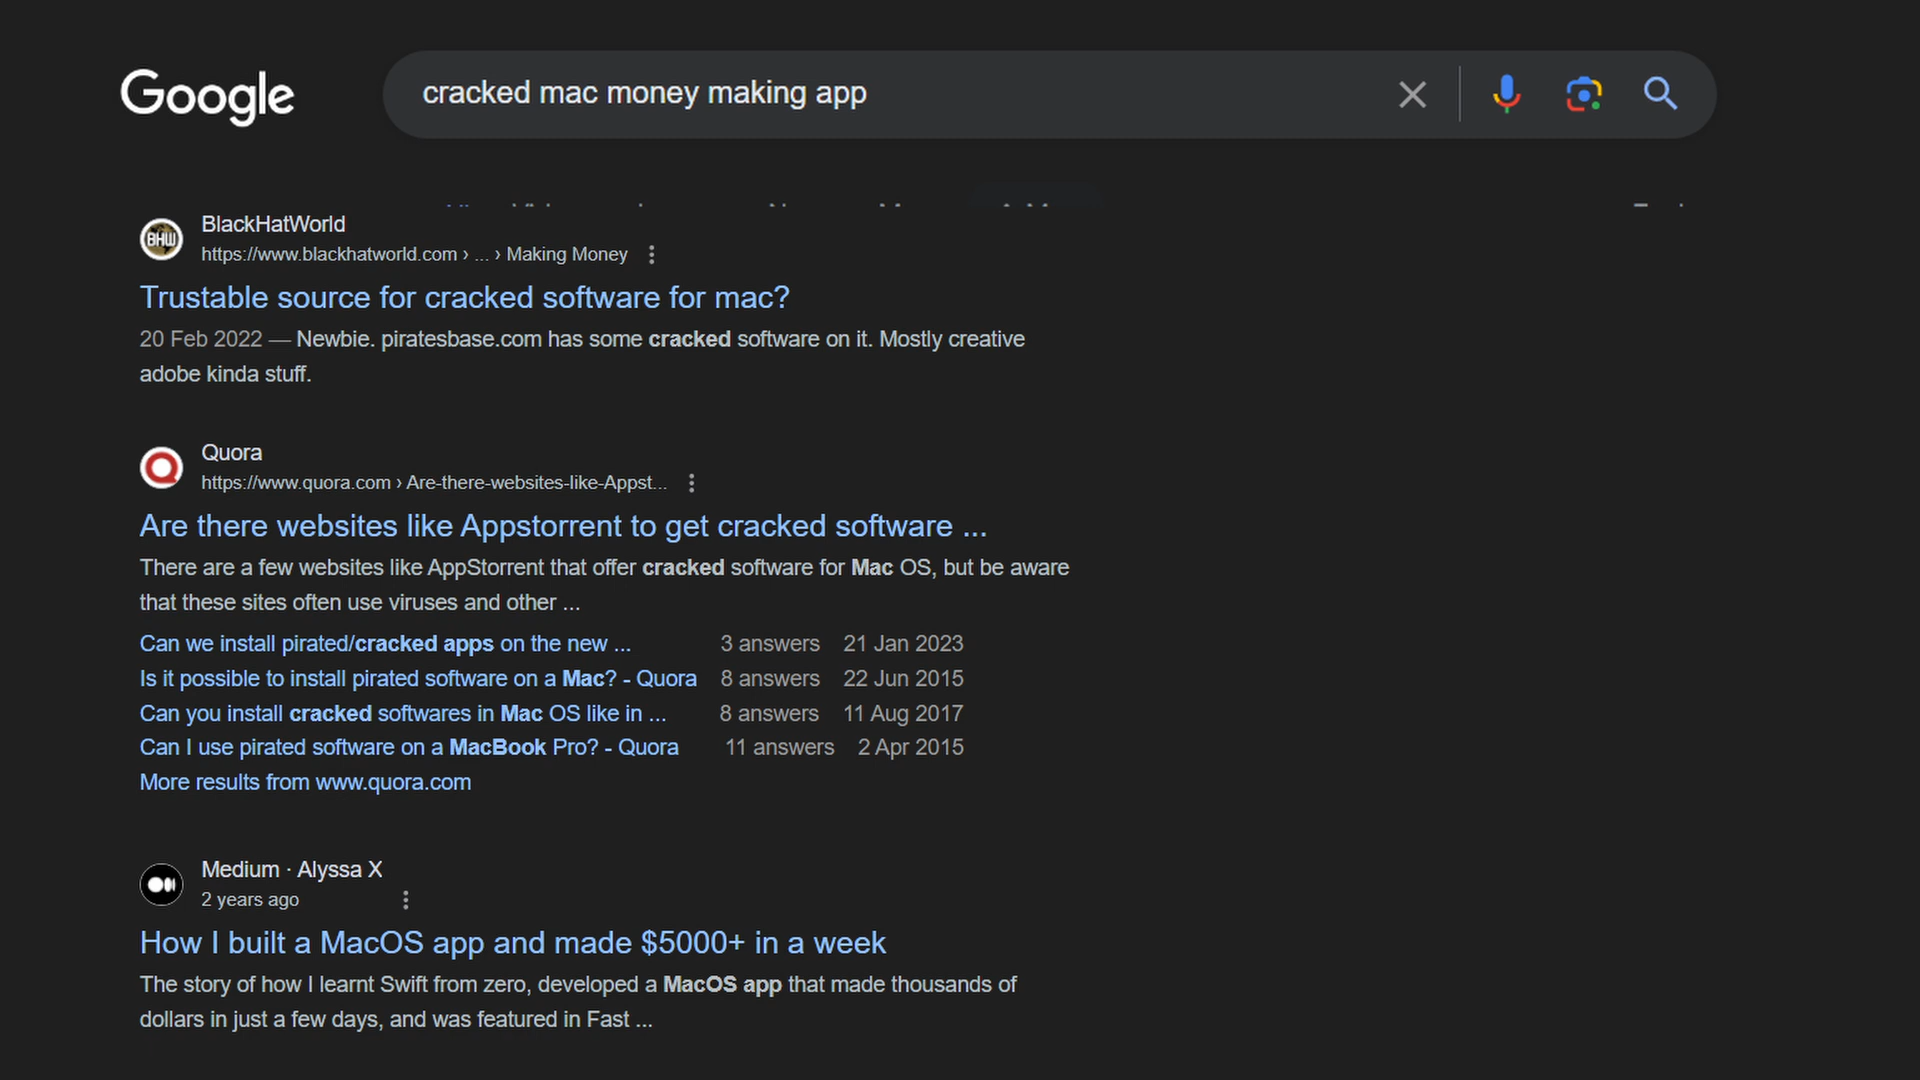 Google
cracked mac money making app
BHW
BlackHatWorld
https://www.blackhatworld.com › ... › Making Money
Trustable source for cracked software for mac?
20 Feb 2022 — Newbie. piratesbase.com has some cracked software on it. Mostly creative
adobe kinda stuff.
Quora
https://www.quora.com › Are-there-websites-like-Appst...
Are there websites like Appstorrent to get cracked software ...
There are a few websites like AppStorrent that offer cracked software for Mac OS, but be aware
that these sites often use viruses and other ...
Can we install pirated/cracked apps on the new ... 3 answers 21 Jan 2023
Is it possible to install pirated software on a Mac? - Quora 8 answers 22 Jun 2015
Can you install cracked softwares in Mac OS like in ... 8 answers 11 Aug 2017
Can I use pirated software on a MacBook Pro? - Quora 11 answers 2 Apr 2015
More results from www.quora.com
Medium · Alyssa X
2 years ago
How I built a MacOS app and made $5000+ in a week
The story of how I learnt Swift from zero, developed a MacOS app that made thousands of
dollars in just a few days, and was featured in Fast ...